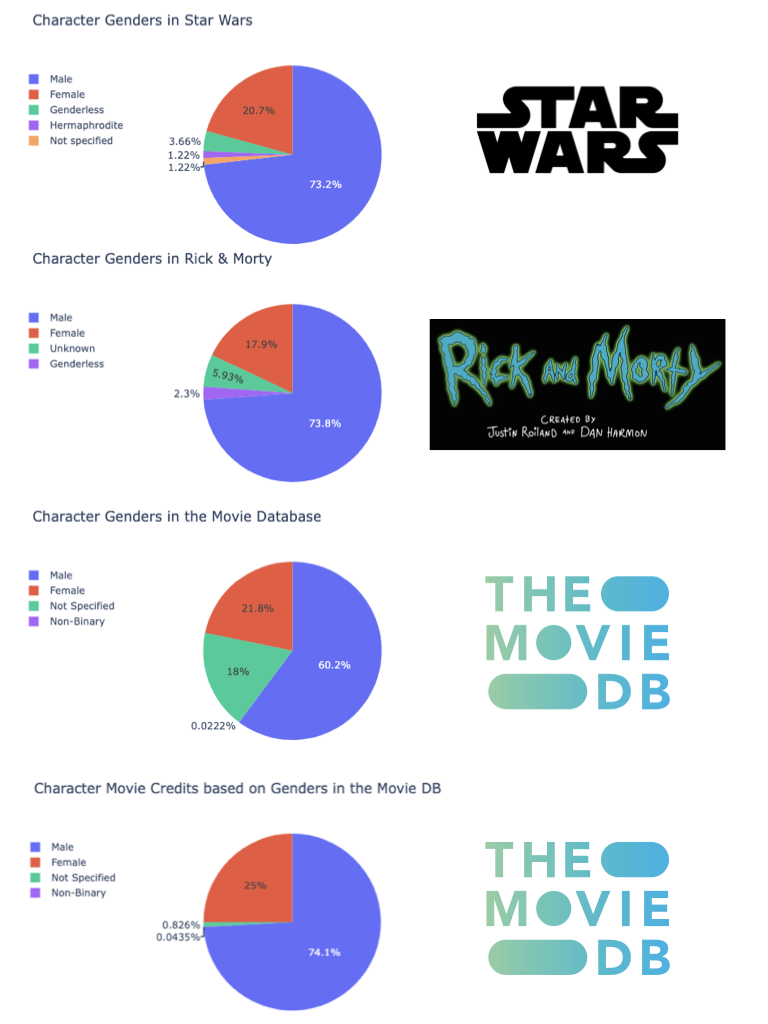 Character Genders in Star Wars
Male
Female
Genderless
Hermaphrodite
Not specified
20.7%
3.66%
1.22%
1.22%
73.2%
STAR
WARS
Character Genders in Rick & Morty
Male
Female
Unknown
Genderless
17.9%
5.93%
2.3%
73.8%
RICK AND MORTY
CREATED BY
JUSTIN ROILAND AND DAN HARMON
Character Genders in the Movie Database
Male
Female
Not Specified
Non-Binary
21.8%
18%
60.2%
0.0222%
THE
MOVIE
DB
Character Movie Credits based on Genders in the Movie DB
Male
Female
Not Specified
Non-Binary
25%
0.826%
0.0435%
74.1%
THE
MOVIE
DB